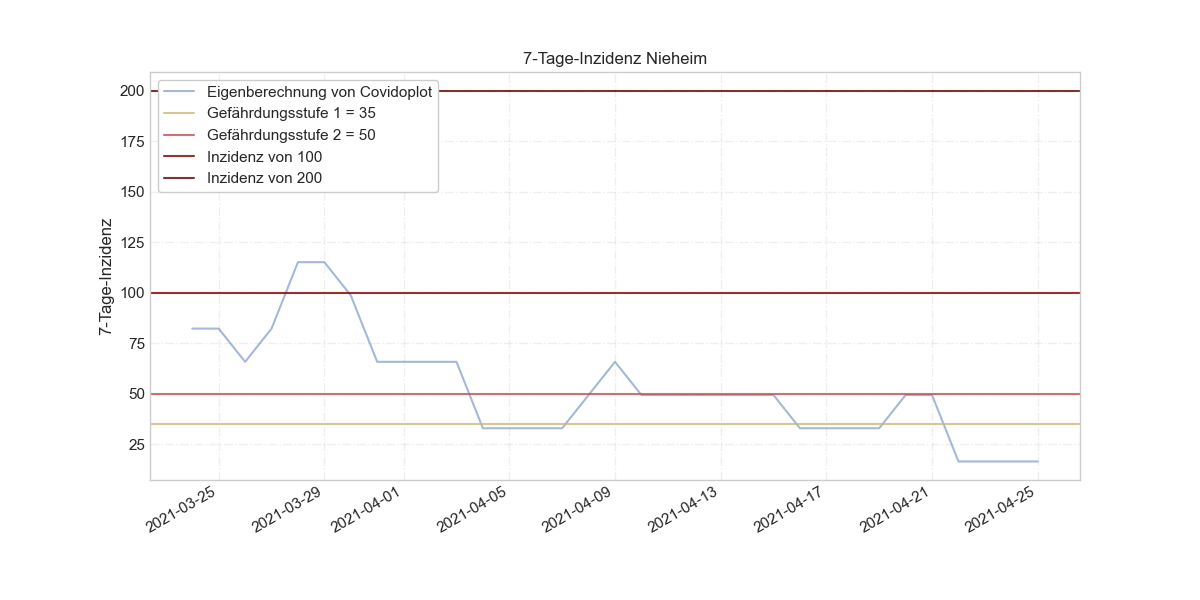 7-Tage-Inzidenz Nieheim
Eigenberechnung von Covidoplot
Gefährdungsstufe 1 = 35
Gefährdungsstufe 2 = 50
Inzidenz von 100
Inzidenz von 200
7-Tage-Inzidenz
200
175
150
125
100
75
50
25
2021-03-25
2021-03-29
2021-04-01
2021-04-05
2021-04-09
2021-04-13
2021-04-17
2021-04-21
2021-04-25